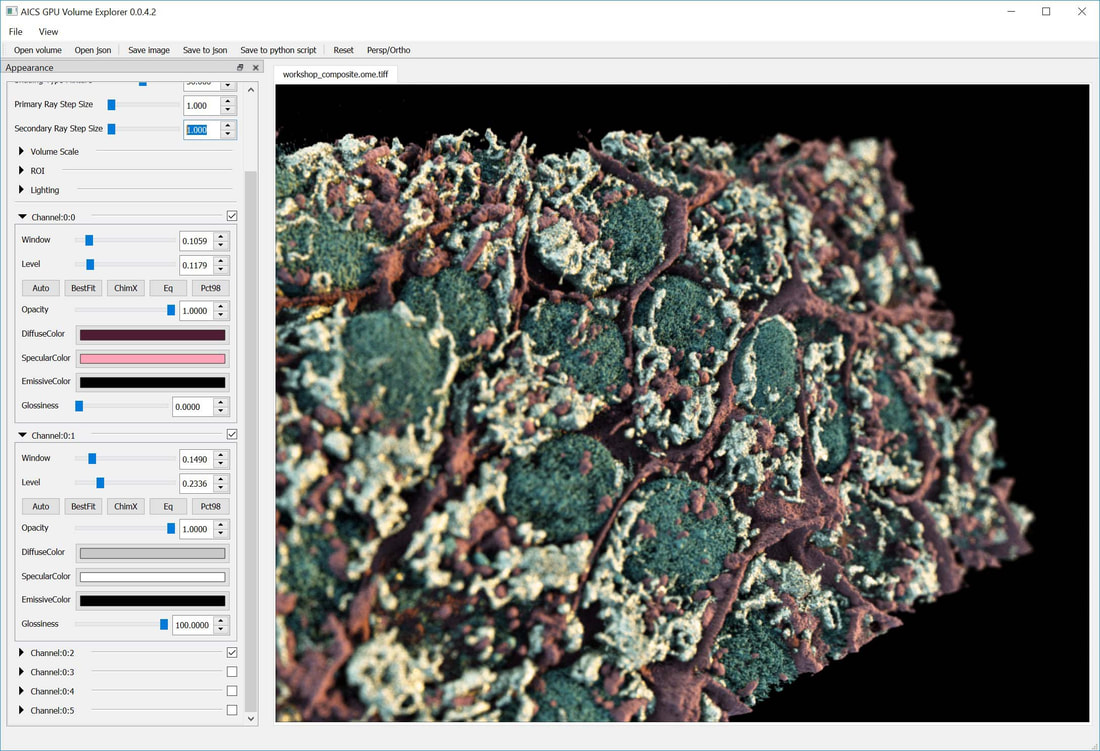 AICS GPU Volume Explorer 0.0.4.2
File View
Open volume Open json Save image Save to json Save to python script Reset Persp/Ortho
Appearance
workshop_composite.ome.tiff
Primary Ray Step Size 1.000
Secondary Ray Step Size 1.000
Volume Scale
ROI
Lighting
Channel:0:0
Window 0.1059
Level 0.1179
Auto BestFit ChimX Eq Pct98
Opacity 1.0000
DiffuseColor
SpecularColor
EmissiveColor
Glossiness 0.0000
Channel:0:1
Window 0.1490
Level 0.2336
Auto BestFit ChimX Eq Pct98
Opacity 1.0000
DiffuseColor
SpecularColor
EmissiveColor
Glossiness 100.0000
Channel:0:2
Channel:0:3
Channel:0:4
Channel:0:5